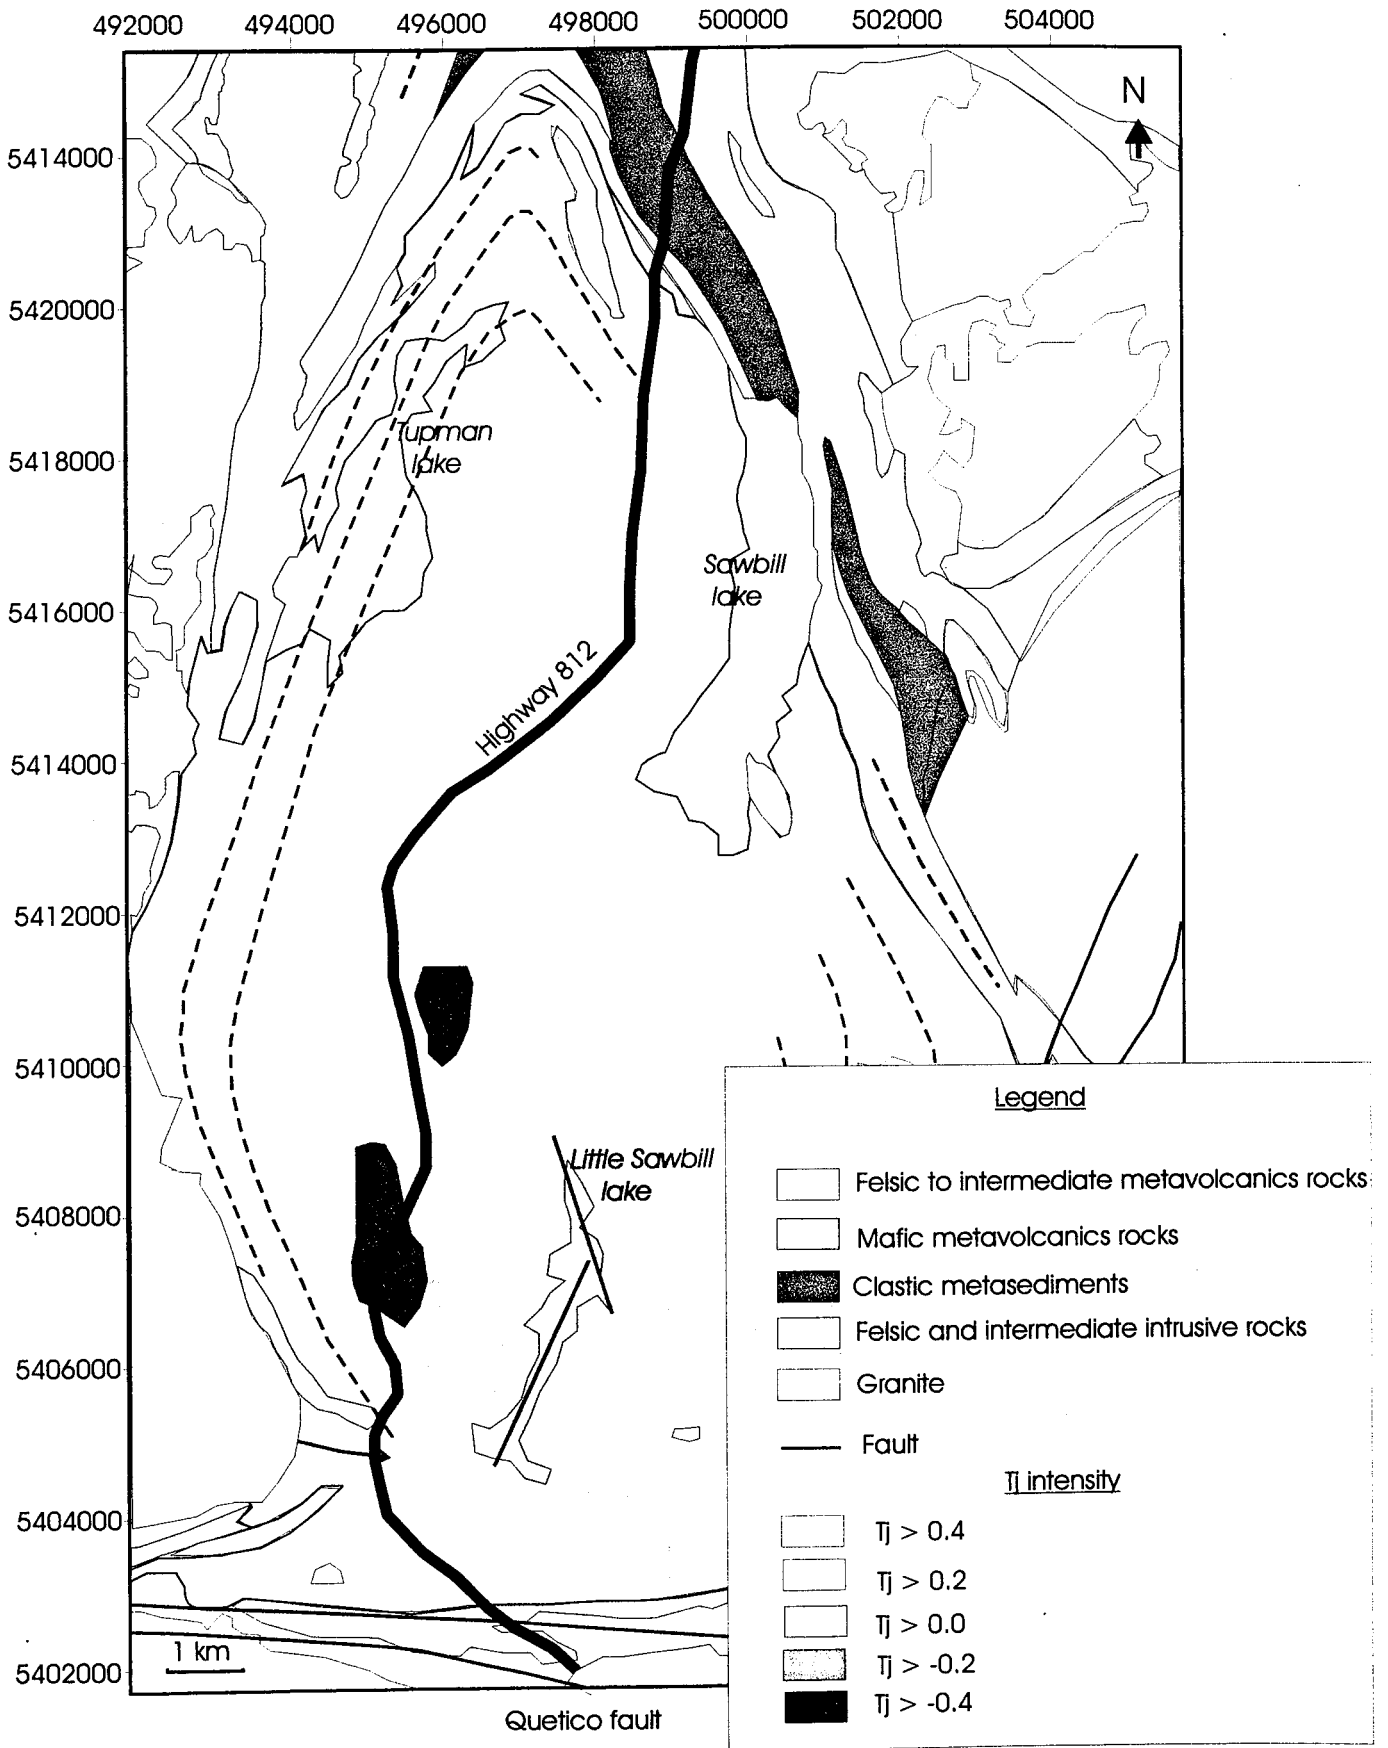 492000 494000 496000 498000 500000 502000 504000
N
5414000
5420000
5418000
5416000
5414000
5412000
5410000
5408000
5406000
5404000
5402000
Tupman
lake
Sawbill
lake
Highway 812
Little Sawbill
lake
1 km
Quetico fault
Legend
Felsic to intermediate metavolcanics rocks
Mafic metavolcanics rocks
Clastic metasediments
Felsic and intermediate intrusive rocks
Granite
Fault
Tj intensity
Tj > 0.4
Tj > 0.2
Tj > 0.0
Tj > -0.2
Tj > -0.4